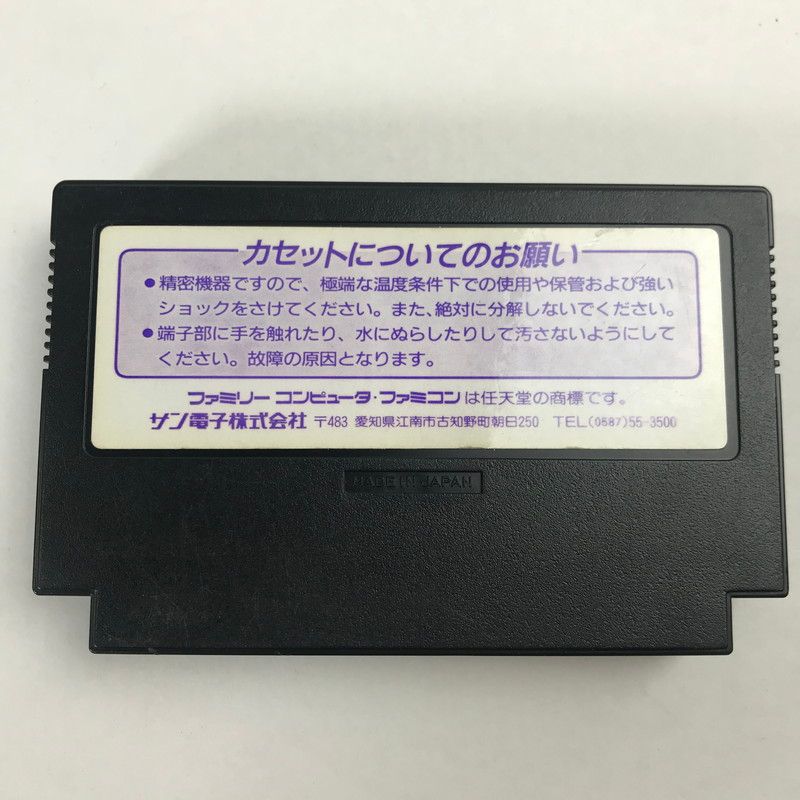 カセットについてのお願い
●精密機器ですので、極端な温度条件下での使用や保管および強い
ショックをさけてください。また、絶対に分解しないでください。
●端子部に手を触れたり、水にぬらしたりして汚さないようにして
ください。故障の原因となります。
ファミリー コンピュータ・ファミコンは任天堂の商標です。
サン電子株式会社 〒483 愛知県江南市古知野町朝日250 TEL(0587)55-3500
MADE IN JAPAN